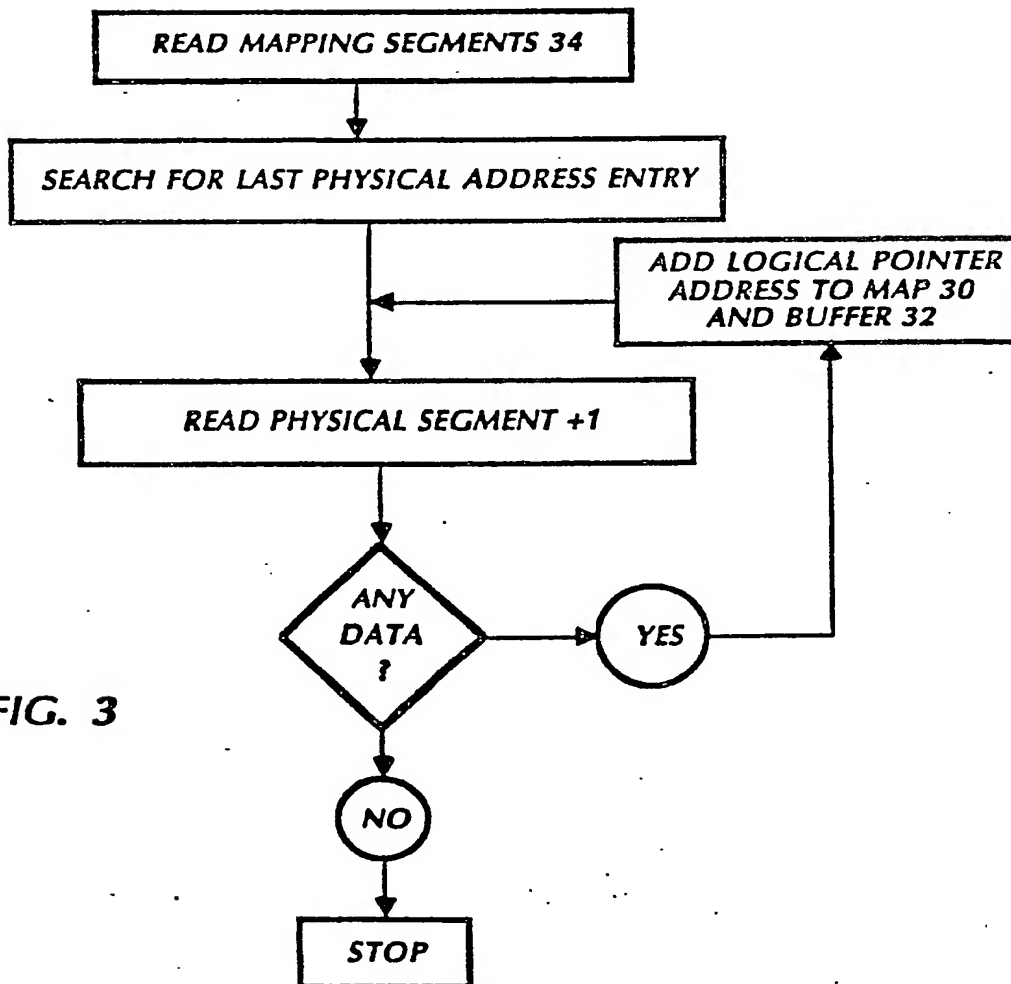 READ MAPPING SEGMENTS 34
SEARCH FOR LAST PHYSICAL ADDRESS ENTRY
ADD LOGICAL POINTER
ADDRESS TO MAP 30
AND BUFFER 32
READ PHYSICAL SEGMENT +1
ANY
DATA
?
YES
FIG. 3
NO
STOP